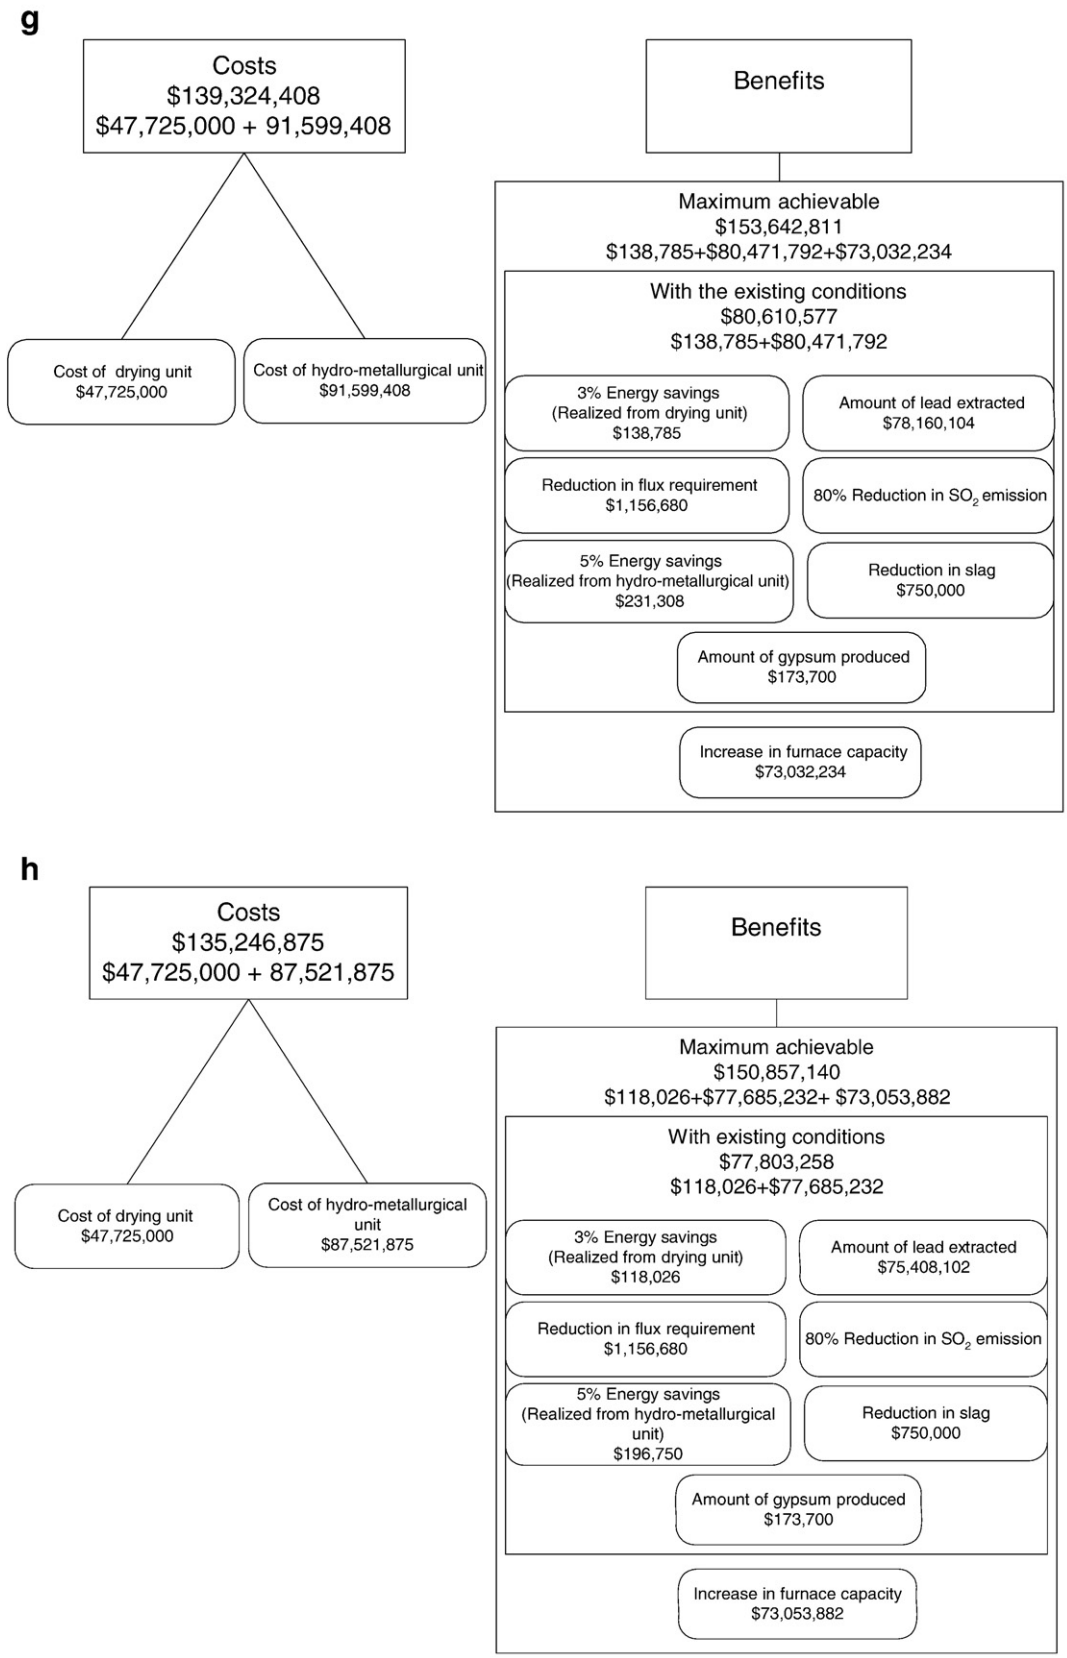 g
Costs
$139,324,408
$47,725,000 + 91,599,408
Benefits
Maximum achievable
$153,642,811
$138,785+$80,471,792+$73,032,234
With the existing conditions
$80,610,577
$138,785+$80,471,792
Cost of drying unit
$47,725,000
Cost of hydro-metallurgical unit
$91,599,408
3% Energy savings
(Realized from drying unit)
$138,785
Amount of lead extracted
$78,160,104
Reduction in flux requirement
$1,156,680
80% Reduction in SO2 emission
5% Energy savings
(Realized from hydro-metallurgical unit)
$231,308
Reduction in slag
$750,000
Amount of gypsum produced
$173,700
Increase in furnace capacity
$73,032,234
h
Costs
$135,246,875
$47,725,000 + 87,521,875
Benefits
Maximum achievable
$150,857,140
$118,026+$77,685,232+ $73,053,882
With existing conditions
$77,803,258
$118,026+$77,685,232
Cost of drying unit
$47,725,000
Cost of hydro-metallurgical
unit
$87,521,875
3% Energy savings
(Realized from drying unit)
$118,026
Amount of lead extracted
$75,408,102
Reduction in flux requirement
$1,156,680
80% Reduction in SO2 emission
5% Energy savings
(Realized from hydro-metallurgical
unit)
$196,750
Reduction in slag
$750,000
Amount of gypsum produced
$173,700
Increase in furnace capacity
$73,053,882